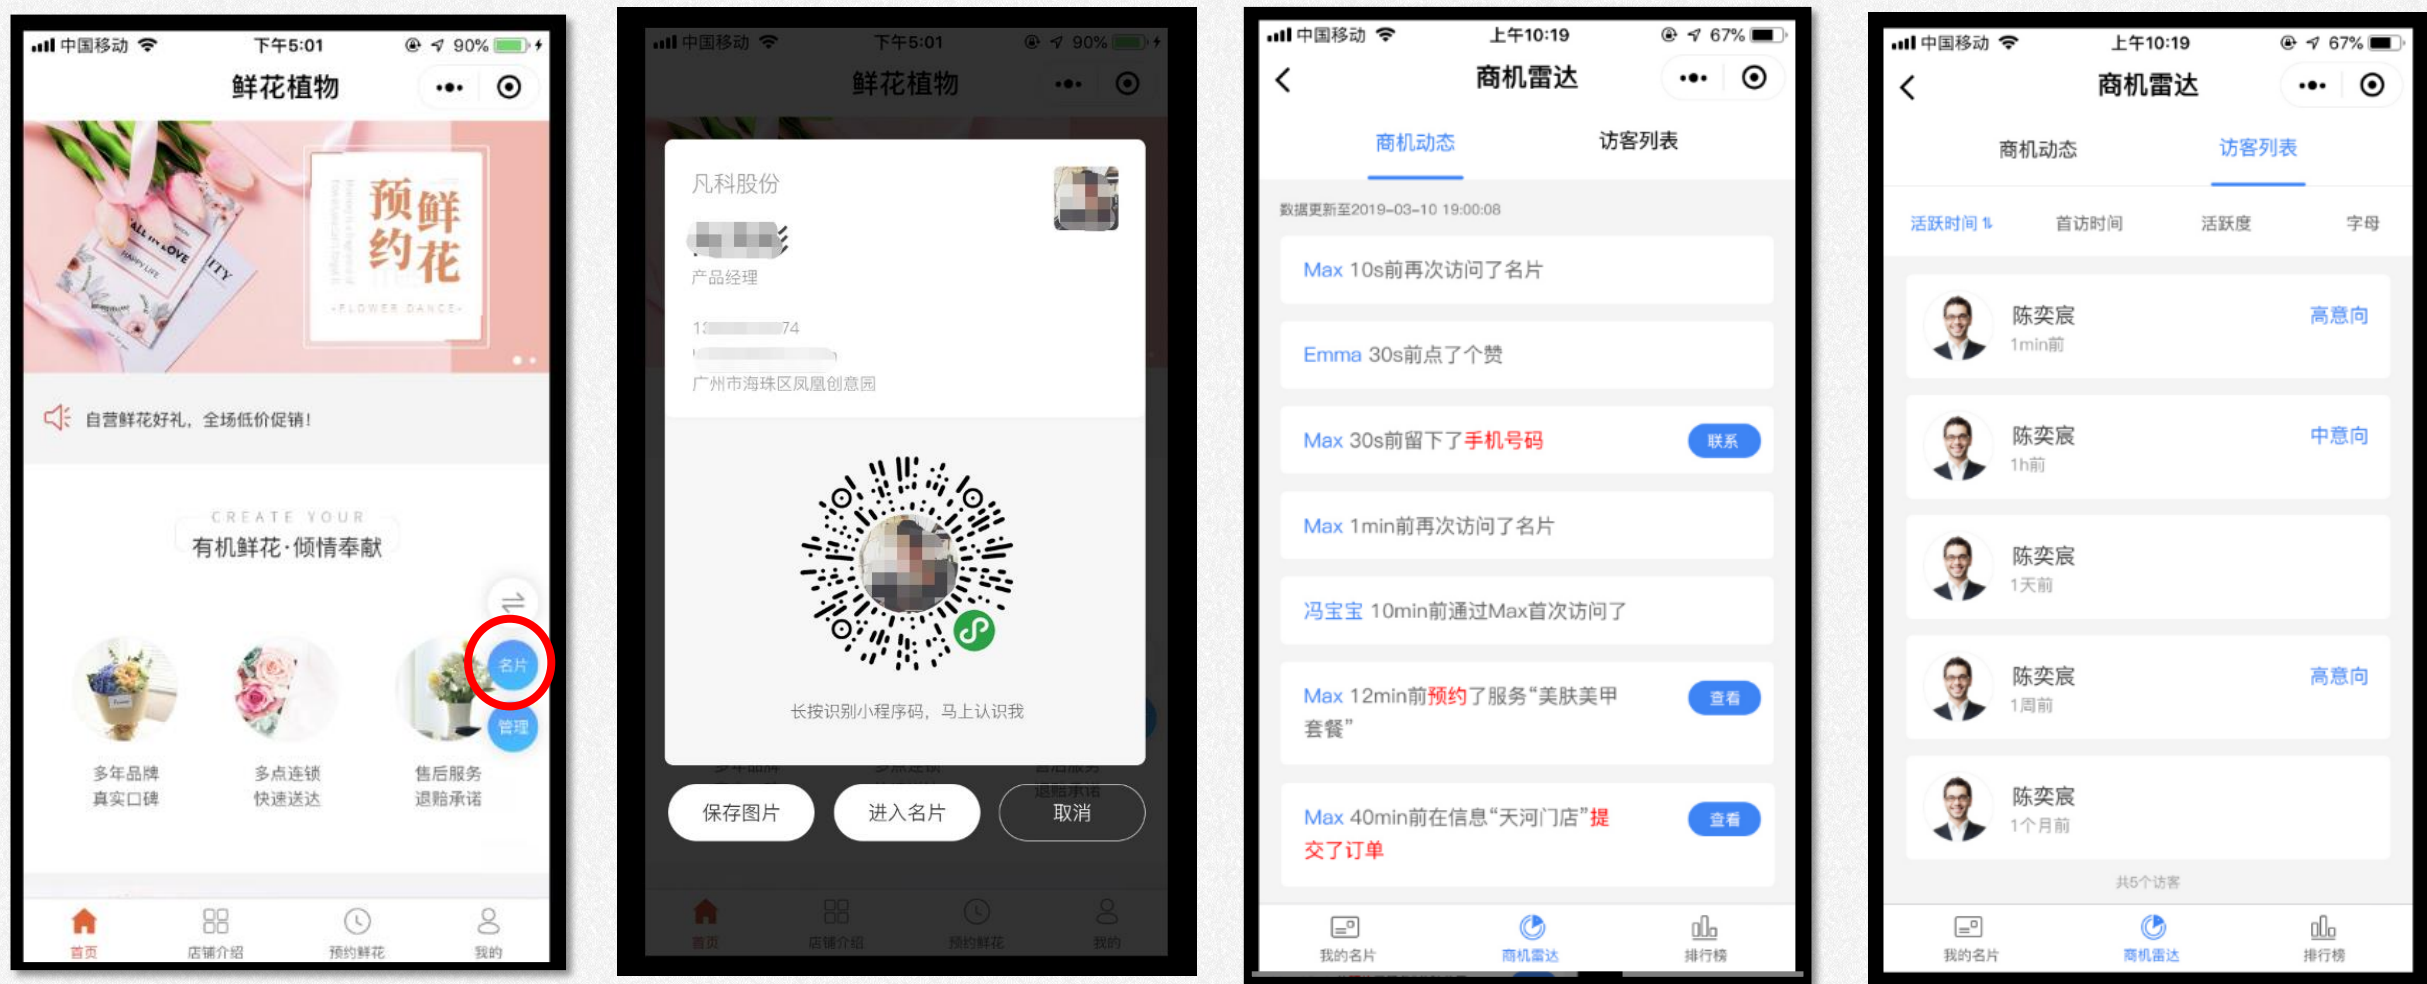 中国移动
下午5:01
90%
鲜花植物
预约
鲜花
FLOWER DANCE
自营鲜花好礼，全场低价促销！
CREATE YOUR
有机鲜花·倾情奉献
名片
管理
多年品牌
真实口碑
多点连锁
快速送达
售后服务
退赔承诺
首页
店铺介绍
预约鲜花
我的
中国移动
下午5:01
90%
鲜花植物
凡科股份
产品经理
74
广州市海珠区凤凰创意园
长按识别小程序码，马上认识我
退赔承诺
保存图片
进入名片
取消
首页
店铺介绍
预约鲜花
我的
中国移动
上午10:19
67%
商机雷达
商机动态
访客列表
数据更新至2019-03-10 19:00:08
Max 10s前再次访问了名片
Emma 30s前点了个赞
Max 30s前留下了手机号码
联系
Max 1min前再次访问了名片
冯宝宝 10min前通过Max首次访问了
Max 12min前预约了服务“美肤美甲
套餐”
查看
Max 40min前在信息“天河门店”提
交了订单
查看
我的名片
商机雷达
排行榜
中国移动
上午10:19
67%
商机雷达
商机动态
访客列表
活跃时间
首访时间
活跃度
字母
陈奕宸
高意向
1min前
陈奕宸
中意向
1h前
陈奕宸
1天前
陈奕宸
高意向
1周前
陈奕宸
1个月前
共5个访客
我的名片
商机雷达
排行榜